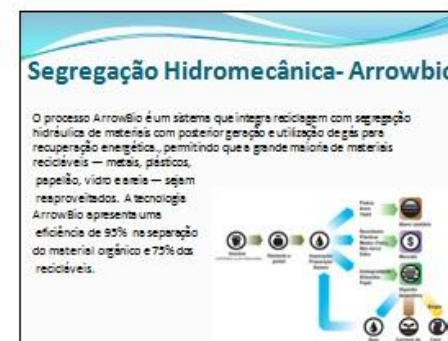 Segregação Hidromecânica- Arrowbio
O processo ArrowBio é um sistema que integra reciclagem com segregação
hidráulica de materiais com posterior geração e utilização de gás para
recuperação energética., permitindo que a grande maioria de materiais
recicláveis — metais, plásticos,
papelão, vidro e areia — sejam
reaproveitados. A tecnologia
ArrowBio apresenta uma
eficiência de 95% na separação
do material orgânico e 75% dos
recicláveis.